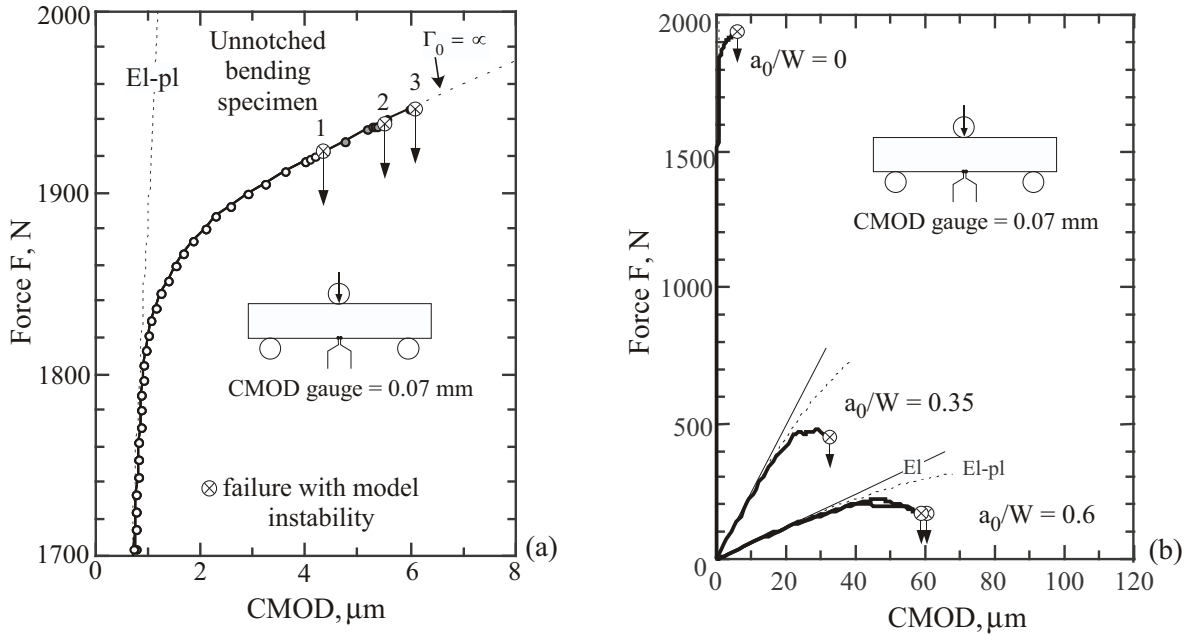 2000
1900
1800
1700
Force F, N
El-pl
Unnotched
bending
specimen
Γ₀ = ∝
1
2
3
CMOD gauge = 0.07 mm
⊗ failure with model
instability
0
2
4
6
8
(a)
CMOD, μm
2000
1500
1000
500
0
Force F, N
a₀/W = 0
CMOD gauge = 0.07 mm
a₀/W = 0.35
El
El-pl
a₀/W = 0.6
0
20
40
60
80
100
120
(b)
CMOD, μm